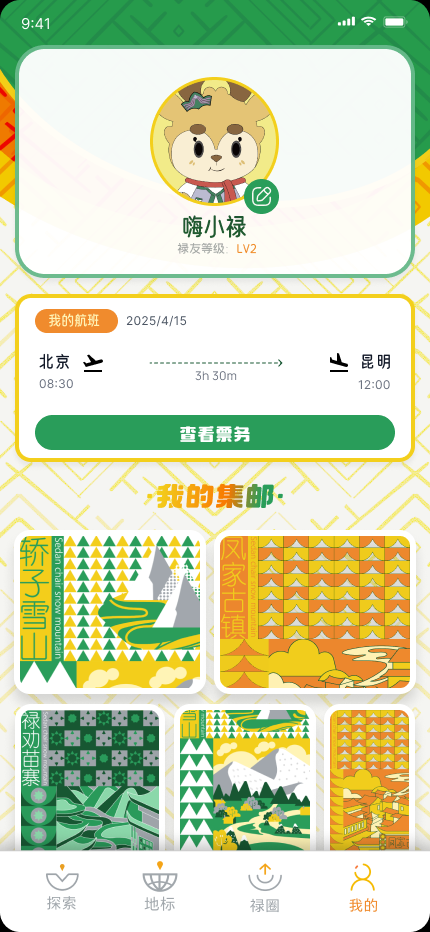 9:41
嗨小禄
禄友等级: LV2
我的航班 2025/4/15
北京 昆明
08:30 3h 30m 12:00
查看票务
·我的集邮·
轿子雪山
Sedan chair snow mountain
凤家古镇
禄劝苗寨
雪山
mountain
探索 地标 禄圈 我的